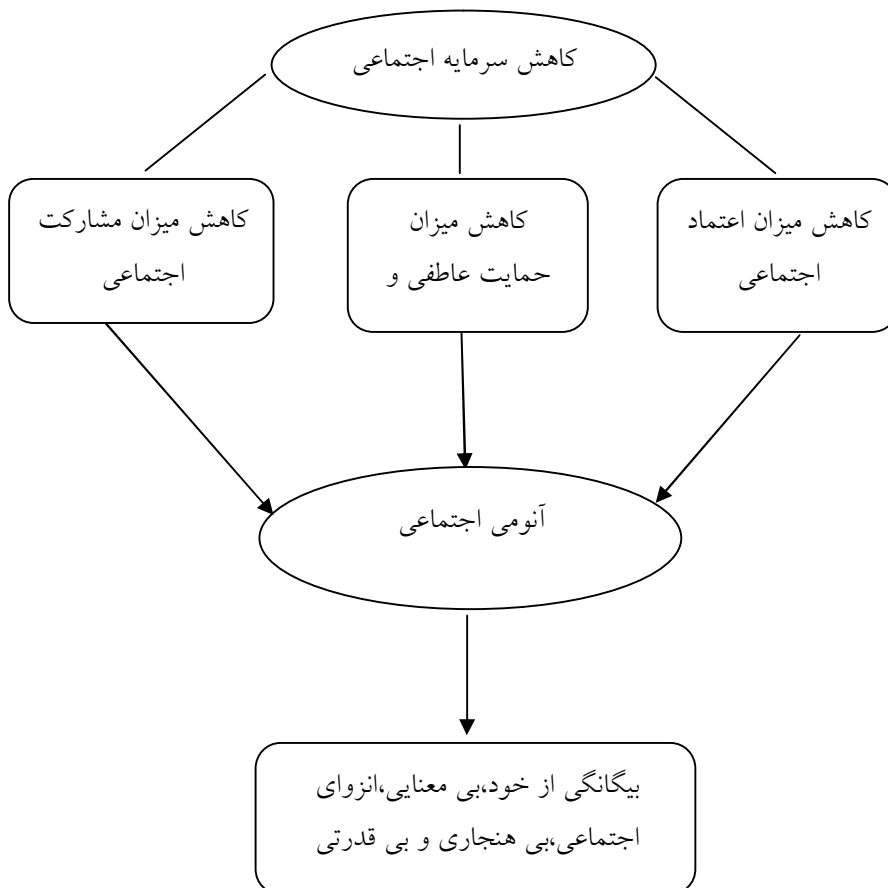 کاهش سرمایه اجتماعی
کاهش میزان اعتماد
اجتماعی
کاهش میزان
حمایت عاطفی و
کاهش میزان مشارکت
اجتماعی
آنومی اجتماعی
بیگانگی از خود،بی معنایی،انزوای
اجتماعی،بی هنجاری و بی قدرتی